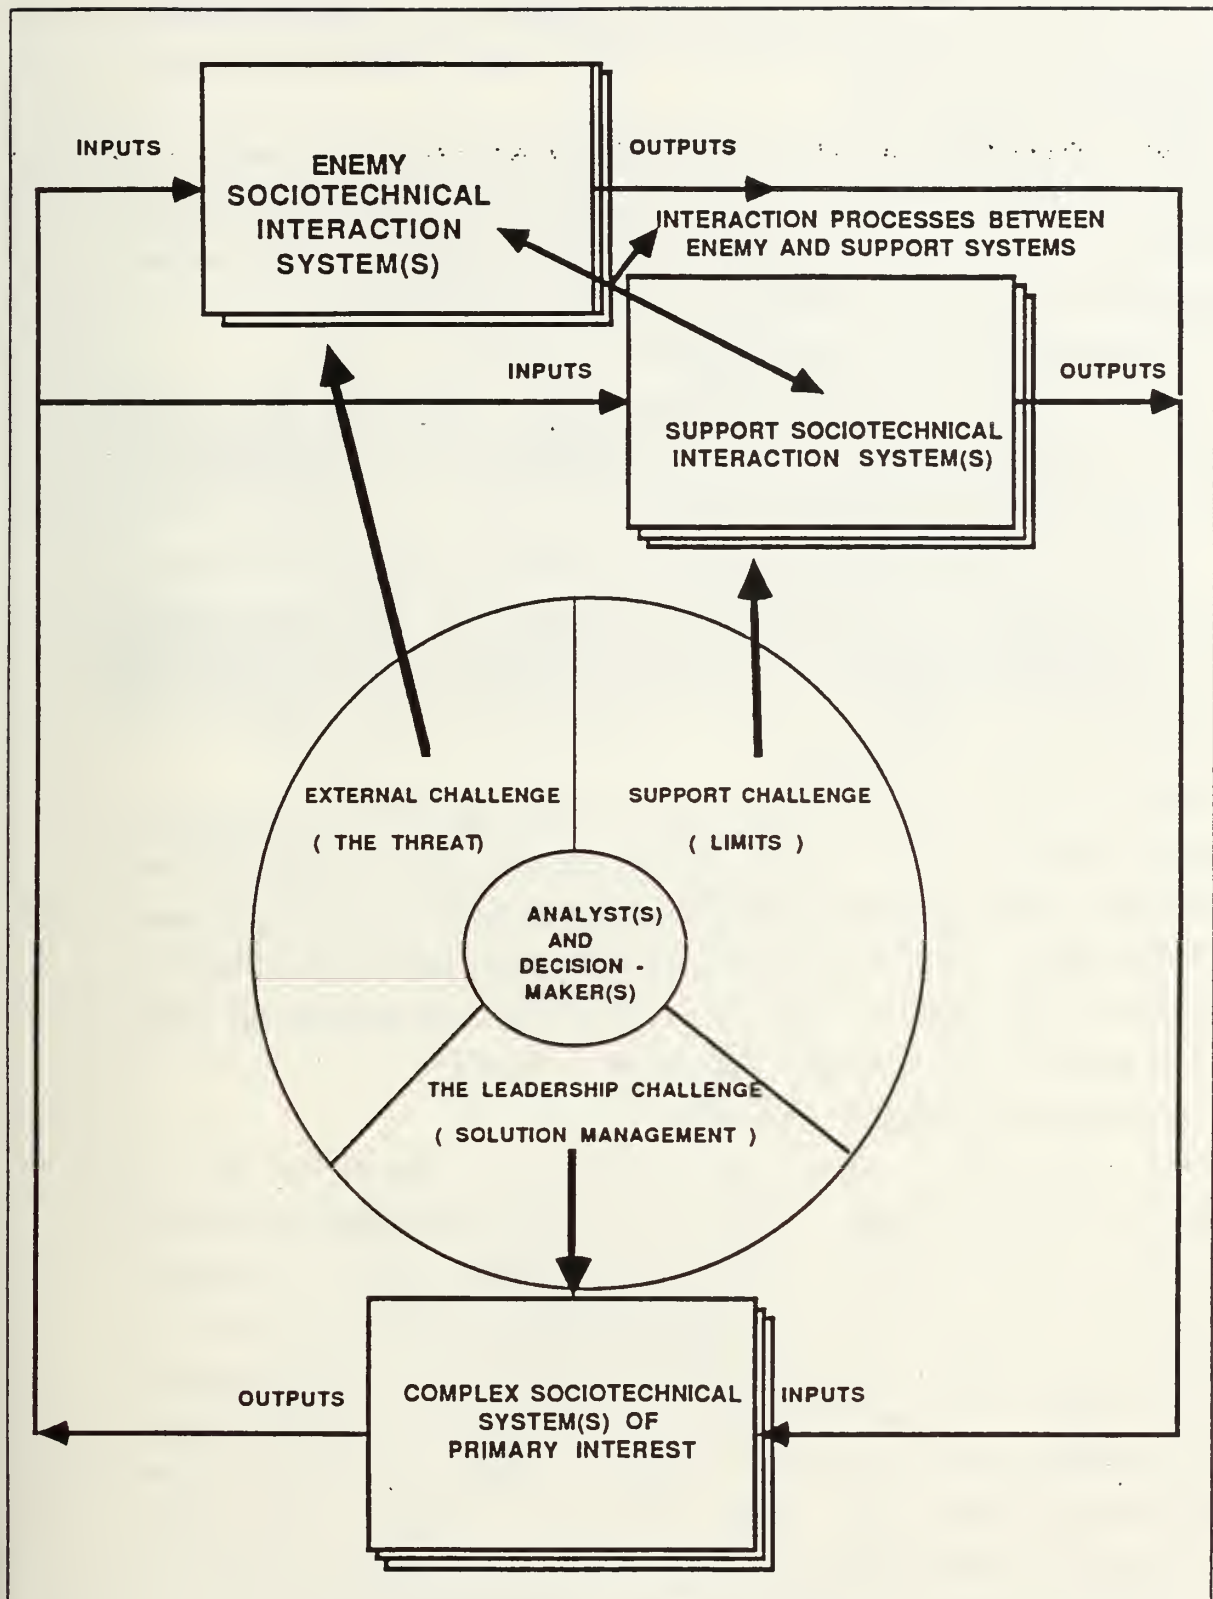 INPUTS
ENEMY
SOCIOTECHNICAL
INTERACTION
SYSTEM(S)
OUTPUTS
INTERACTION PROCESSES BETWEEN
ENEMY AND SUPPORT SYSTEMS
INPUTS
OUTPUTS
SUPPORT SOCIOTECHNICAL
INTERACTION SYSTEM(S)
EXTERNAL CHALLENGE
( THE THREAT)
SUPPORT CHALLENGE
( LIMITS )
ANALYST(S)
AND
DECISION -
MAKER(S)
THE LEADERSHIP CHALLENGE
( SOLUTION MANAGEMENT )
OUTPUTS
COMPLEX SOCIOTECHNICAL
SYSTEM(S) OF
PRIMARY INTEREST
INPUTS